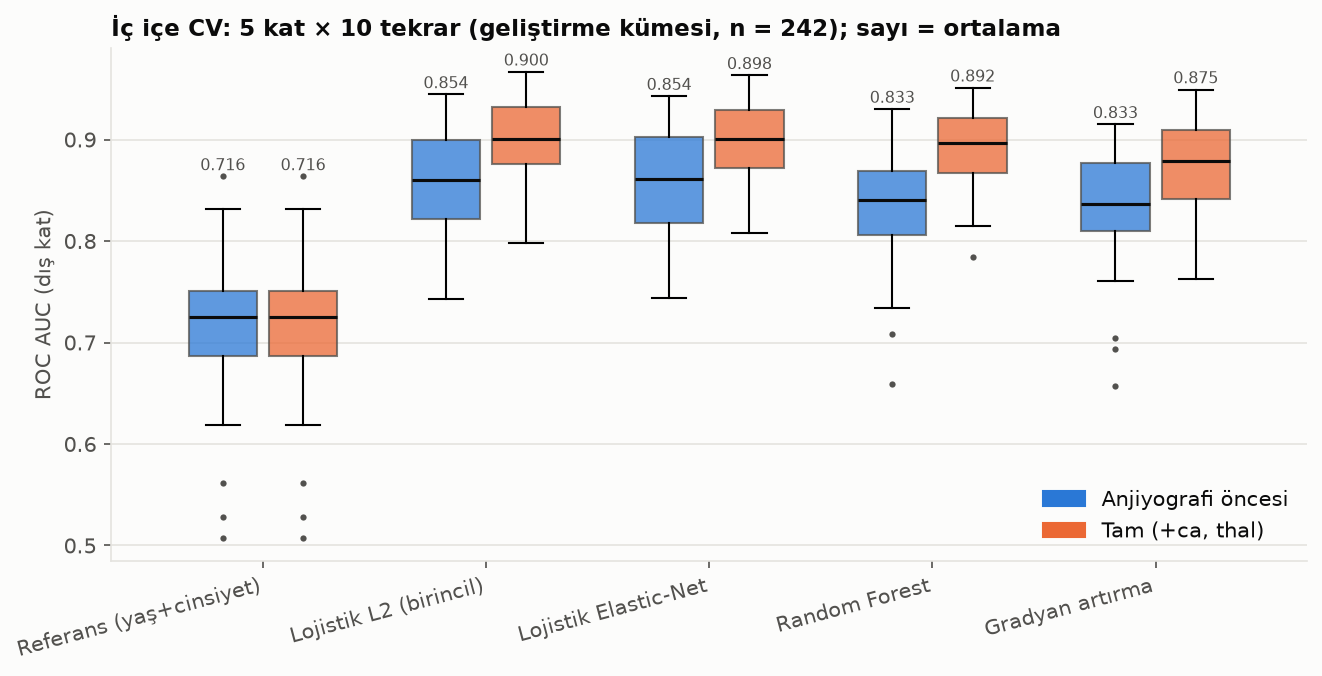 İç içe CV: 5 kat × 10 tekrar (geliştirme kümesi, n = 242); sayı = ortalama
ROC AUC (dış kat)
0.9
0.8
0.7
0.6
0.5
0.716
0.716
0.854
0.900
0.854
0.898
0.833
0.892
0.833
0.875
Anjiyografi öncesi
Tam (+ca, thal)
Referans (yaş+cinsiyet)
Lojistik L2 (birincil)
Lojistik Elastic-Net
Random Forest
Gradyan artırma